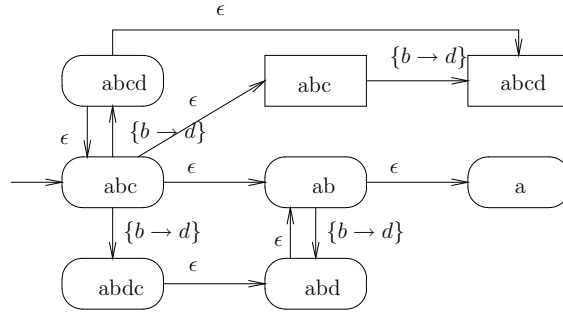 ϵ
{b → d}
abcd
abc
abcd
ϵ
ϵ
{b → d}
abc
ϵ
ab
ϵ
a
{b → d}
ϵ
{b → d}
ϵ
abdc
abd